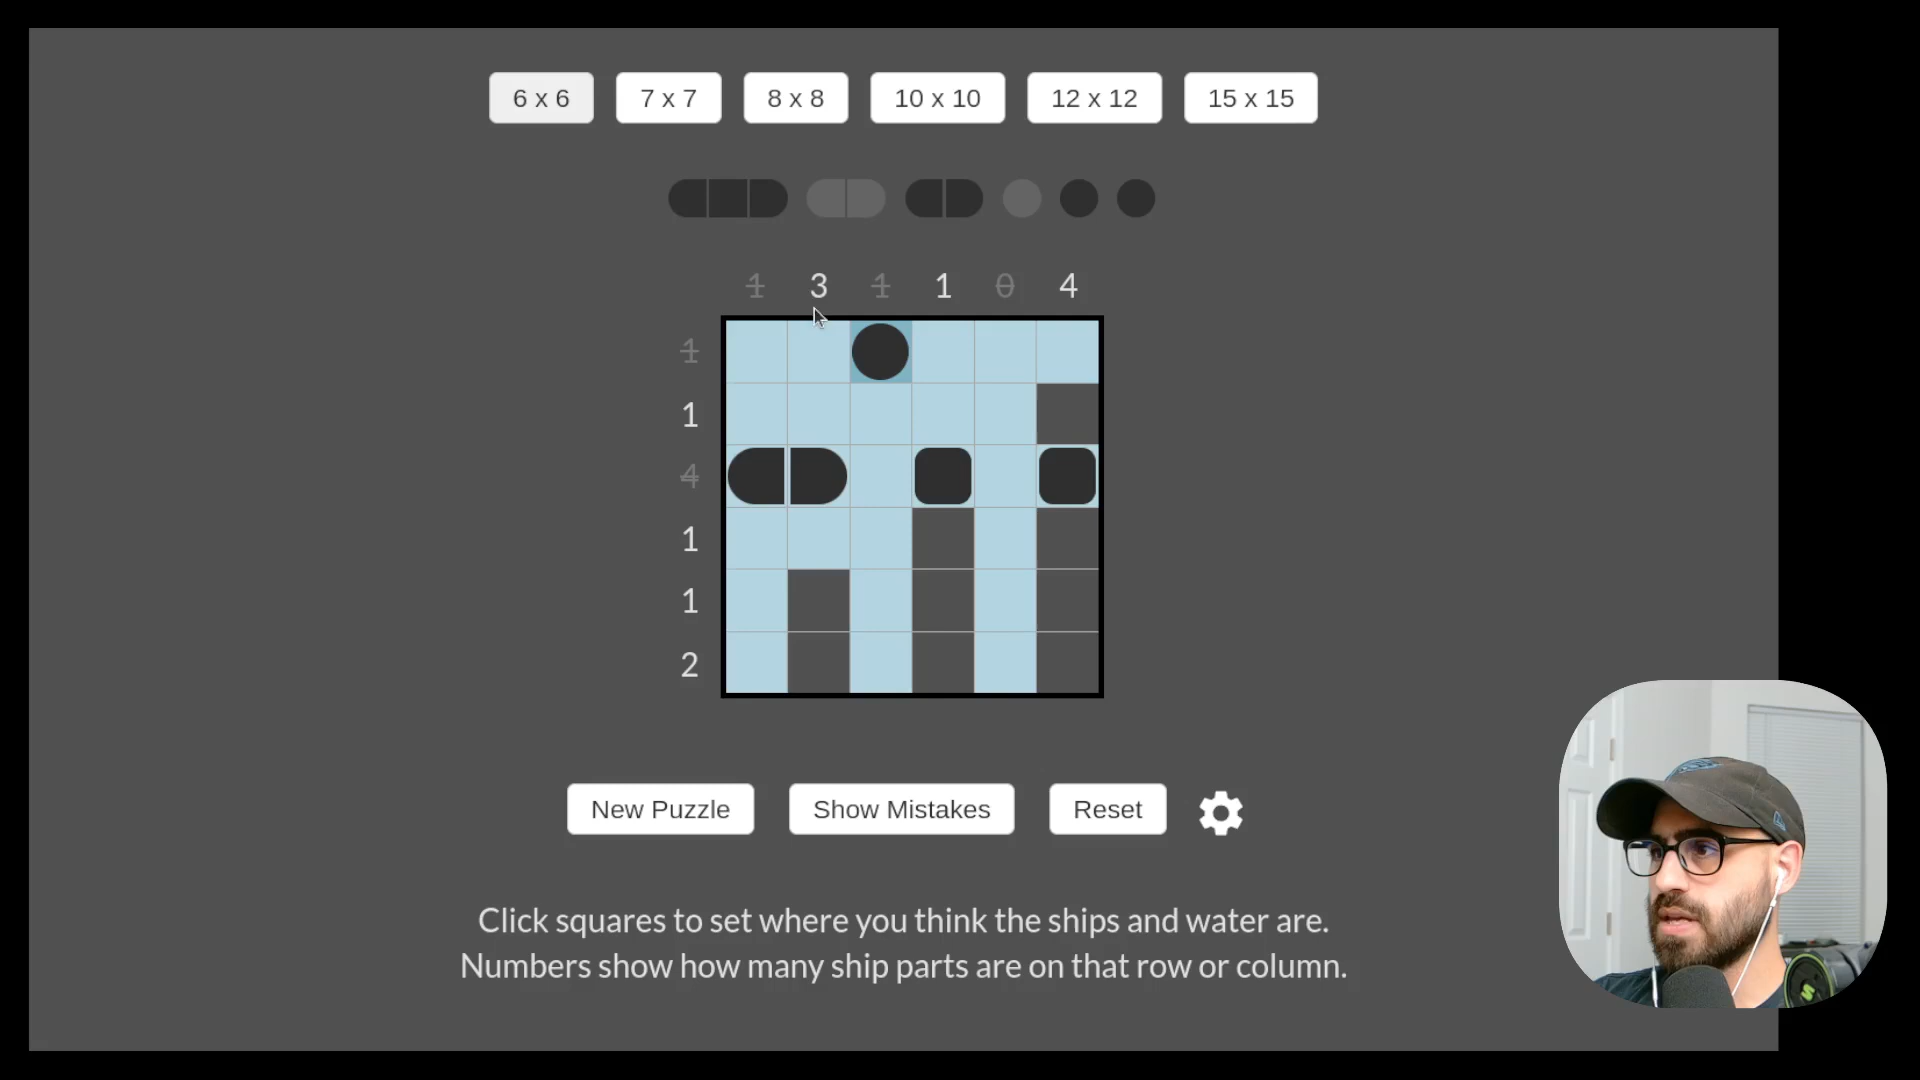 6 x 6 7 x 7 8 x 8 10 x 10 12 x 12 15 x 15
1 3 1 1 0 4
1
1
4
1
1
2
New Puzzle Show Mistakes Reset
Click squares to set where you think the ships and water are.
Numbers show how many ship parts are on that row or column.